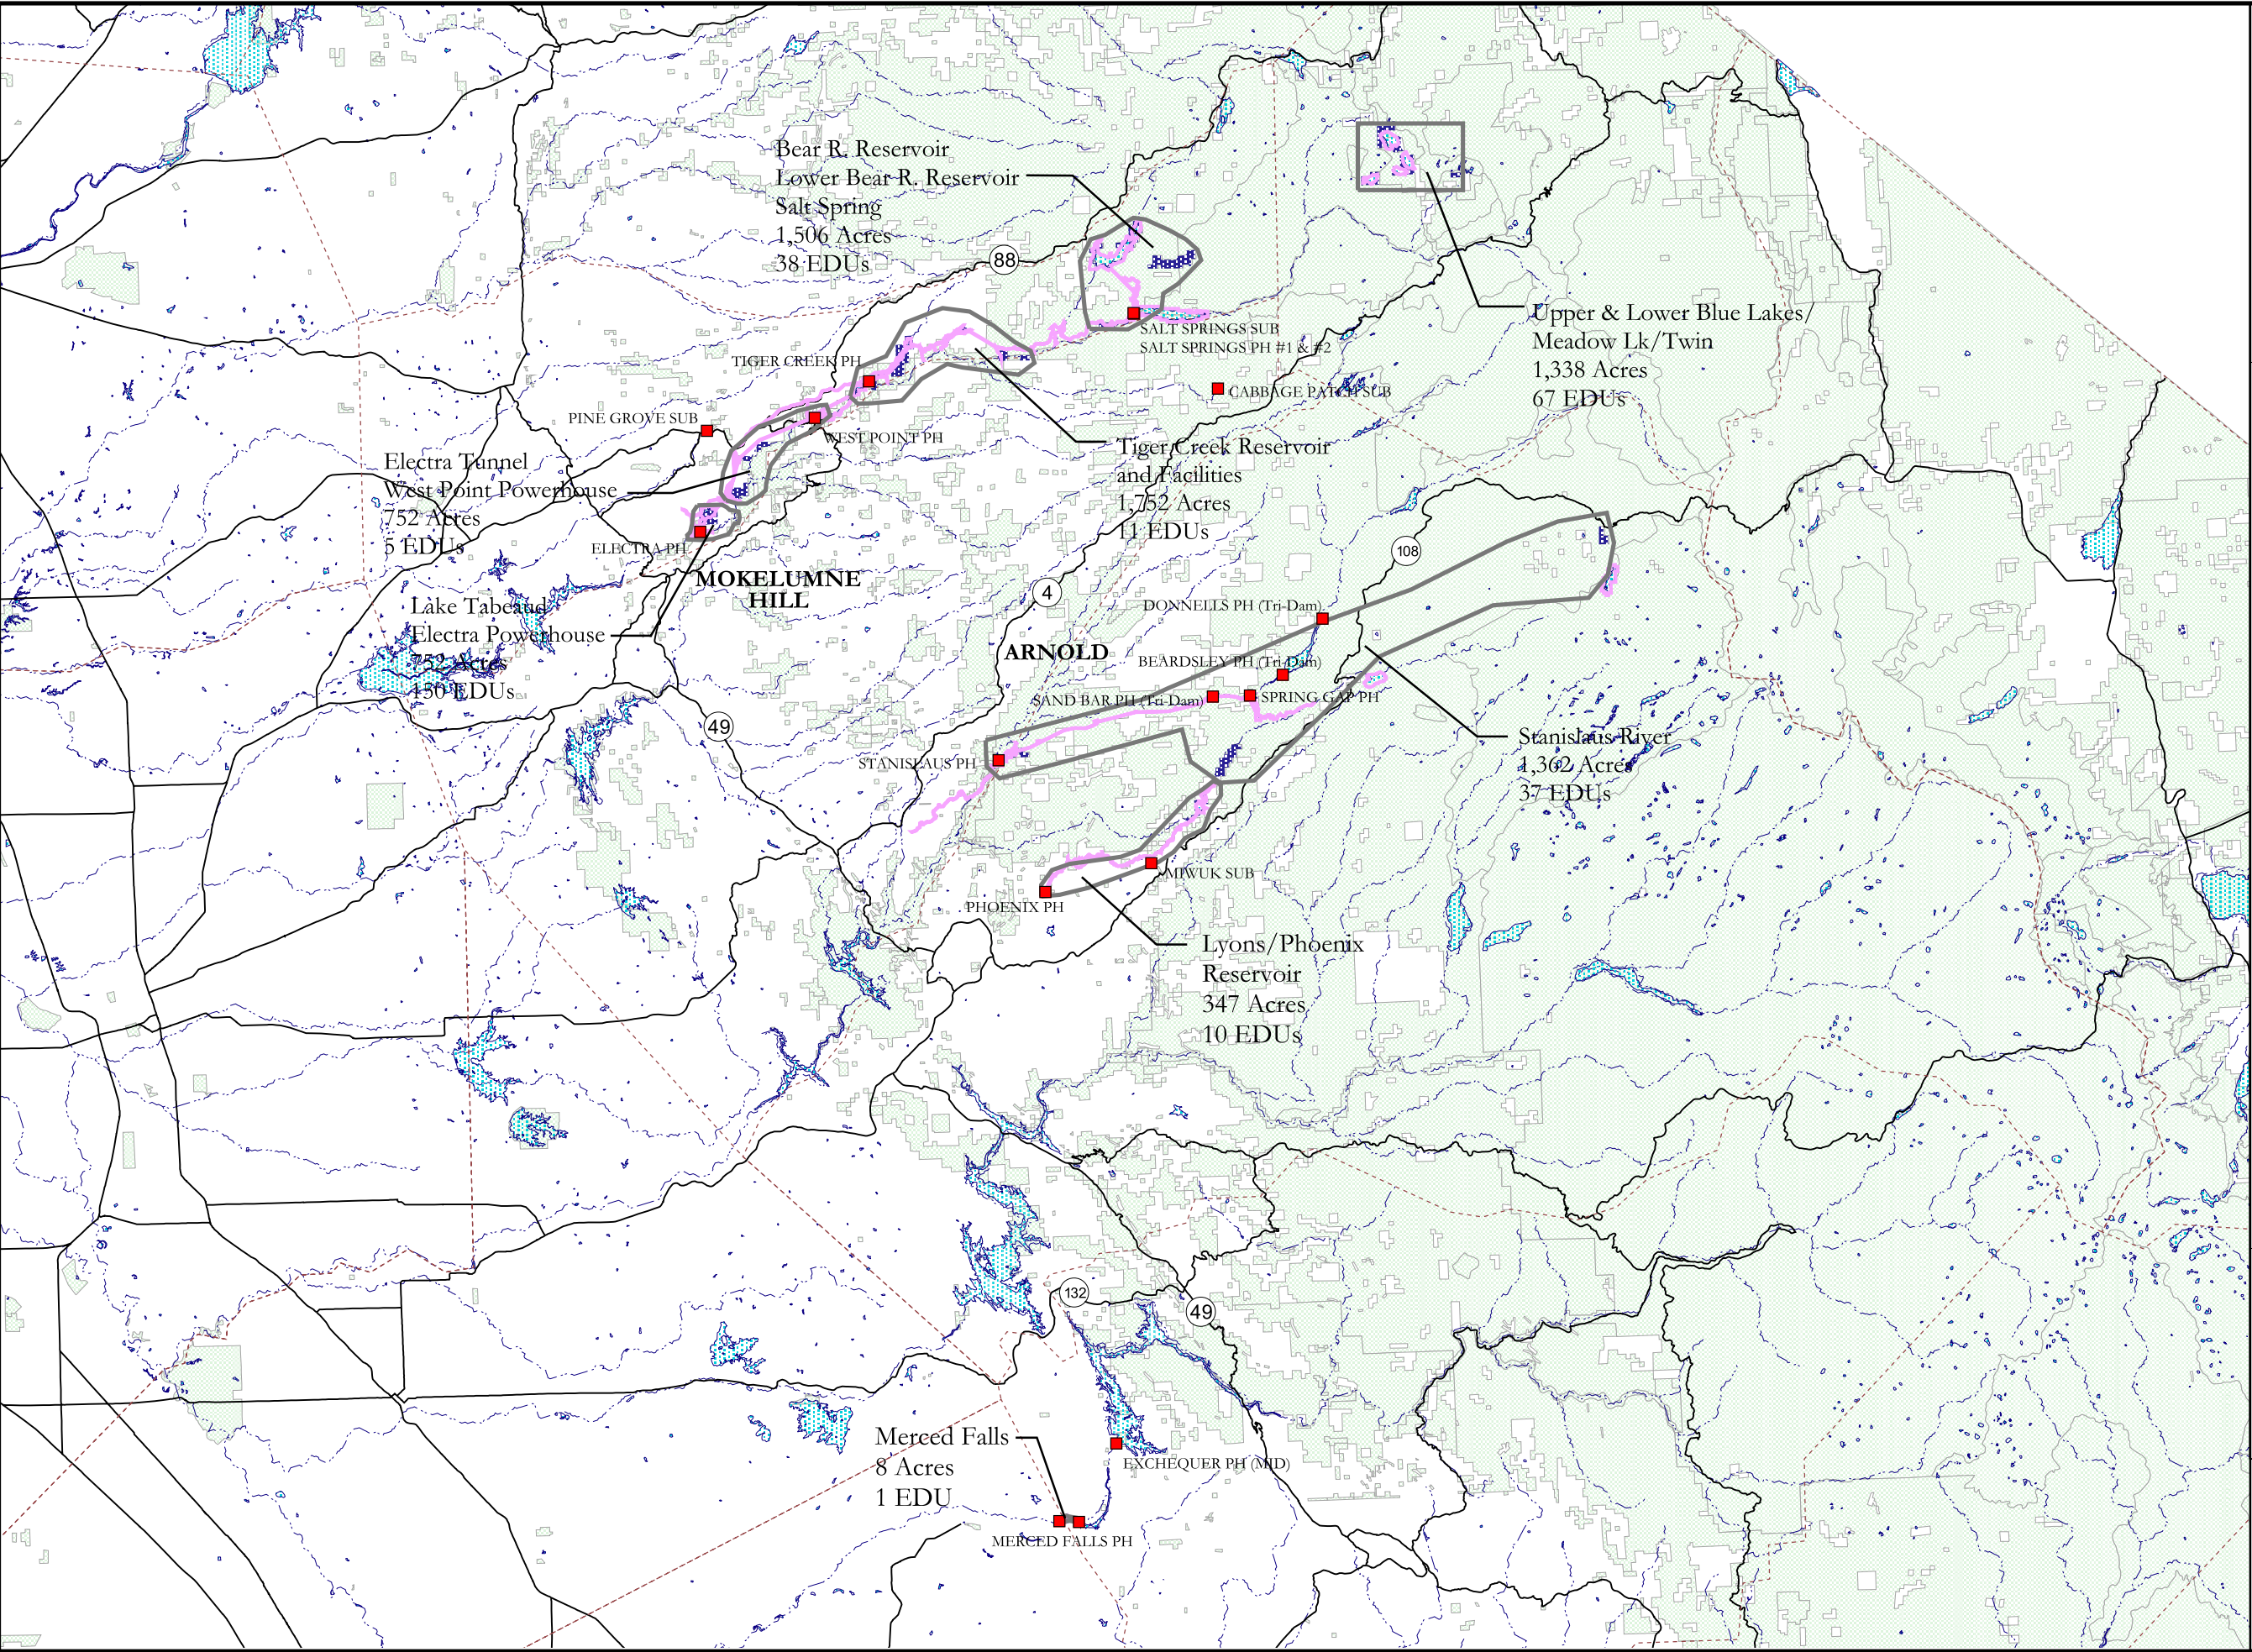 Bear R. Reservoir
Lower Bear R. Reservoir
Salt Spring
1,506 Acres
38 EDUs
88
SALT SPRINGS SUB
SALT SPRINGS PH #1 & #2
Upper & Lower Blue Lakes/
Meadow Lk/Twin
1,338 Acres
67 EDUs
TIGER CREEK PH
CABBAGE PATCH SUB
PINE GROVE SUB
WEST POINT PH
Tiger Creek Reservoir
and Facilities
1,752 Acres
11 EDUs
Electra Tunnel
West Point Powerhouse
752 Acres
5 EDUs
ELECTRA PH
MOKELUMNE
HILL
108
4
Lake Tabeaud
Electra Powerhouse
752 Acres
150 EDUs
DONNELLS PH (Tri-Dam)
ARNOLD
BEARDSLEY PH (Tri-Dam)
SAND BAR PH (Tri-Dam)
SPRING GAP PH
49
STANISLAUS PH
Stanislaus River
1,362 Acres
37 EDUs
MIWUK SUB
PHOENIX PH
Lyons/Phoenix
Reservoir
347 Acres
10 EDUs
132
49
Merced Falls
8 Acres
1 EDU
EXCHEQUER PH (MID)
MERCED FALLS PH